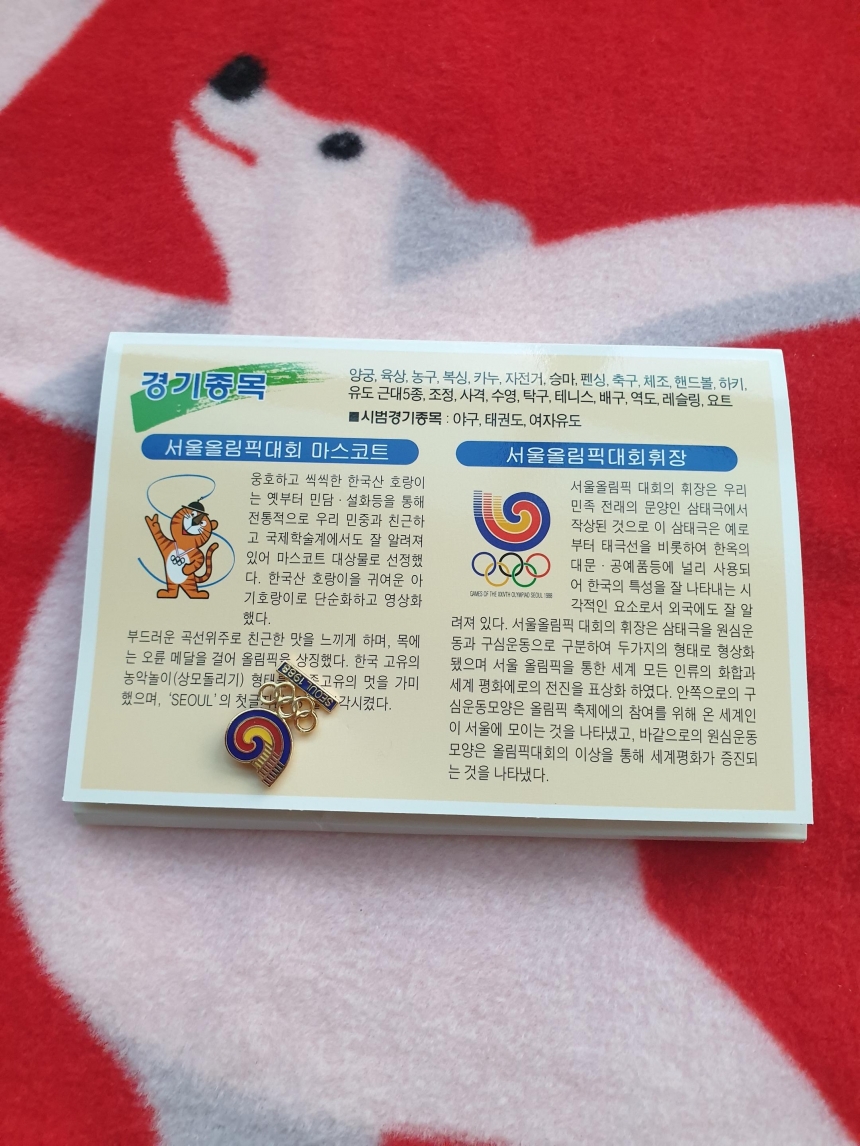 경기종목
양궁, 육상, 농구, 복싱, 카누, 자전거, 승마, 펜싱, 축구, 체조, 핸드볼, 하키,
유도 근대5종, 조정, 사격, 수영, 탁구, 테니스, 배구, 역도, 레슬링, 요트
■시범경기종목 : 야구, 태권도, 여자유도
서울올림픽대회 마스코트
웅호하고 씩씩한 한국산 호랑이
는 옛부터 민담·설화등을 통해
전통적으로 우리 민중과 친근하
고 국제학술계에서도 잘 알려져
있어 마스코트 대상물로 선정했
다. 한국산 호랑이을 귀여운 아
기호랑이로 단순화하고 영상화
했다.
부드러운 곡선위주로 친근한 맛을 느끼게 하며, 목에
는 오륜 메달을 걸어 올림픽을 상징했다. 한국 고유의
농악놀이(상모돌리기) 형태 고유의 멋을 가미
했으며, ‘SEOUL’의 첫글 각시켰다.
SEOUL 1988
서울올림픽대회휘장
GAMES OF THE XXIVTH OLYMPIAD SEOUL 1988
서울올림픽 대회의 휘장은 우리
민족 전래의 문양인 삼태극에서
작상된 것으로 이 삼태극은 예로
부터 태극선을 비롯하여 한옥의
대문·공예품등에 널리 사용되
어 한국의 특성을 잘 나타내는 시
각적인 요소로서 외국에도 잘 알
려져 있다. 서울올림픽 대회의 휘장은 삼태극을 원심운
동과 구심운동으로 구분하여 두가지의 형태로 형상화
됐으며 서울 올림픽을 통한 세계 모든 인류의 화합과
세계 평화에로의 전진을 표상화 하였다. 안쪽으로의 구
심운동모양은 올림픽 축제에의 참여를 위해 온 세계인
이 서울에 모이는 것을 나타냈고, 바깥으로의 원심운동
모양은 올림픽대회의 이상을 통해 세계평화가 증진되
는 것을 나타냈다.